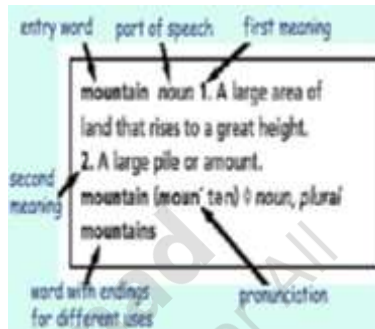 entry word part of speech first meaning
mountain noun 1. A large area of
land that rises to a great height.
2. A large pile or amount.
second
meaning
mountain (moun′ tən) ◊ noun, plural
mountains
word with endings
for different uses
pronunciation